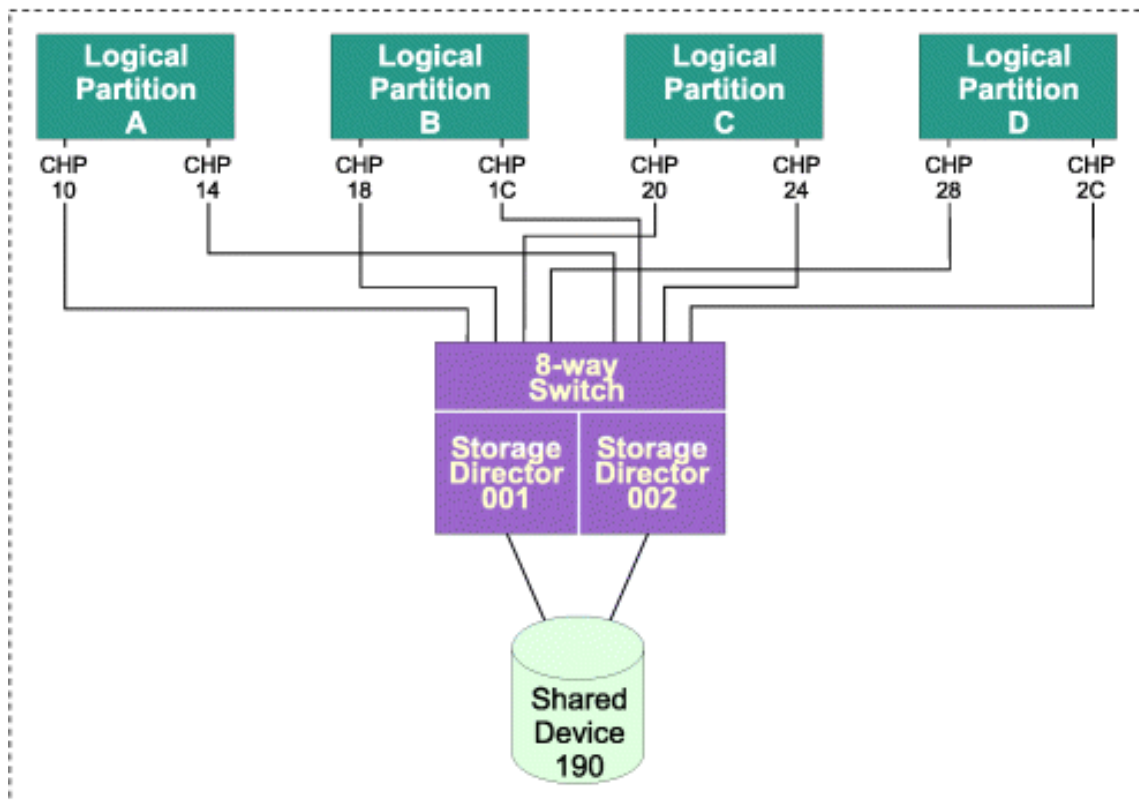 Logical
Partition
A
Logical
Partition
B
Logical
Partition
C
Logical
Partition
D
CHP
10
CHP
14
CHP
18
CHP
1C
CHP
20
CHP
24
CHP
28
CHP
2C
8-way
Switch
Storage
Director
001
Storage
Director
002
Shared
Device
190